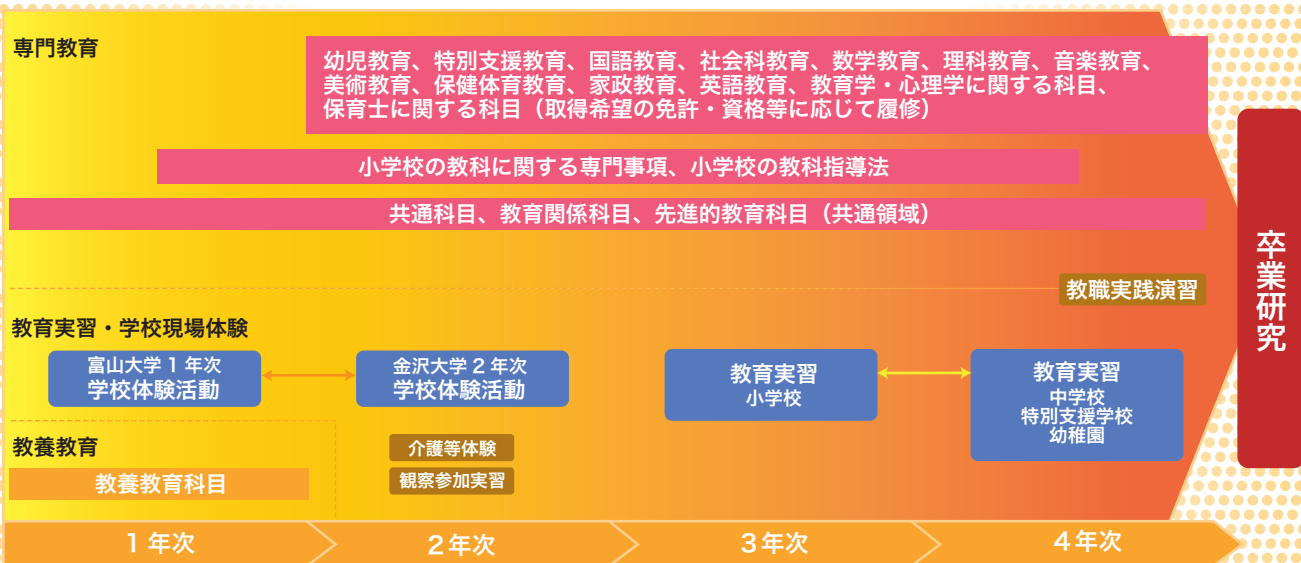 専門教育
幼児教育、特別支援教育、国語教育、社会科教育、数学教育、理科教育、音楽教育、
美術教育、保健体育教育、家政教育、英語教育、教育学・心理学に関する科目、
保育士に関する科目（取得希望の免許・資格等に応じて履修）
小学校の教科に関する専門事項、小学校の教科指導法
共通科目、教育関係科目、先進的教育科目（共通領域）
教職実践演習
教育実習・学校現場体験
富山大学 1 年次
学校体験活動
金沢大学 2 年次
学校体験活動
教育実習
小学校
教育実習
中学校
特別支援学校
幼稚園
教養教育
介護等体験
観察参加実習
教養教育科目
1 年次
2年次
3年次
4年次
卒業研究